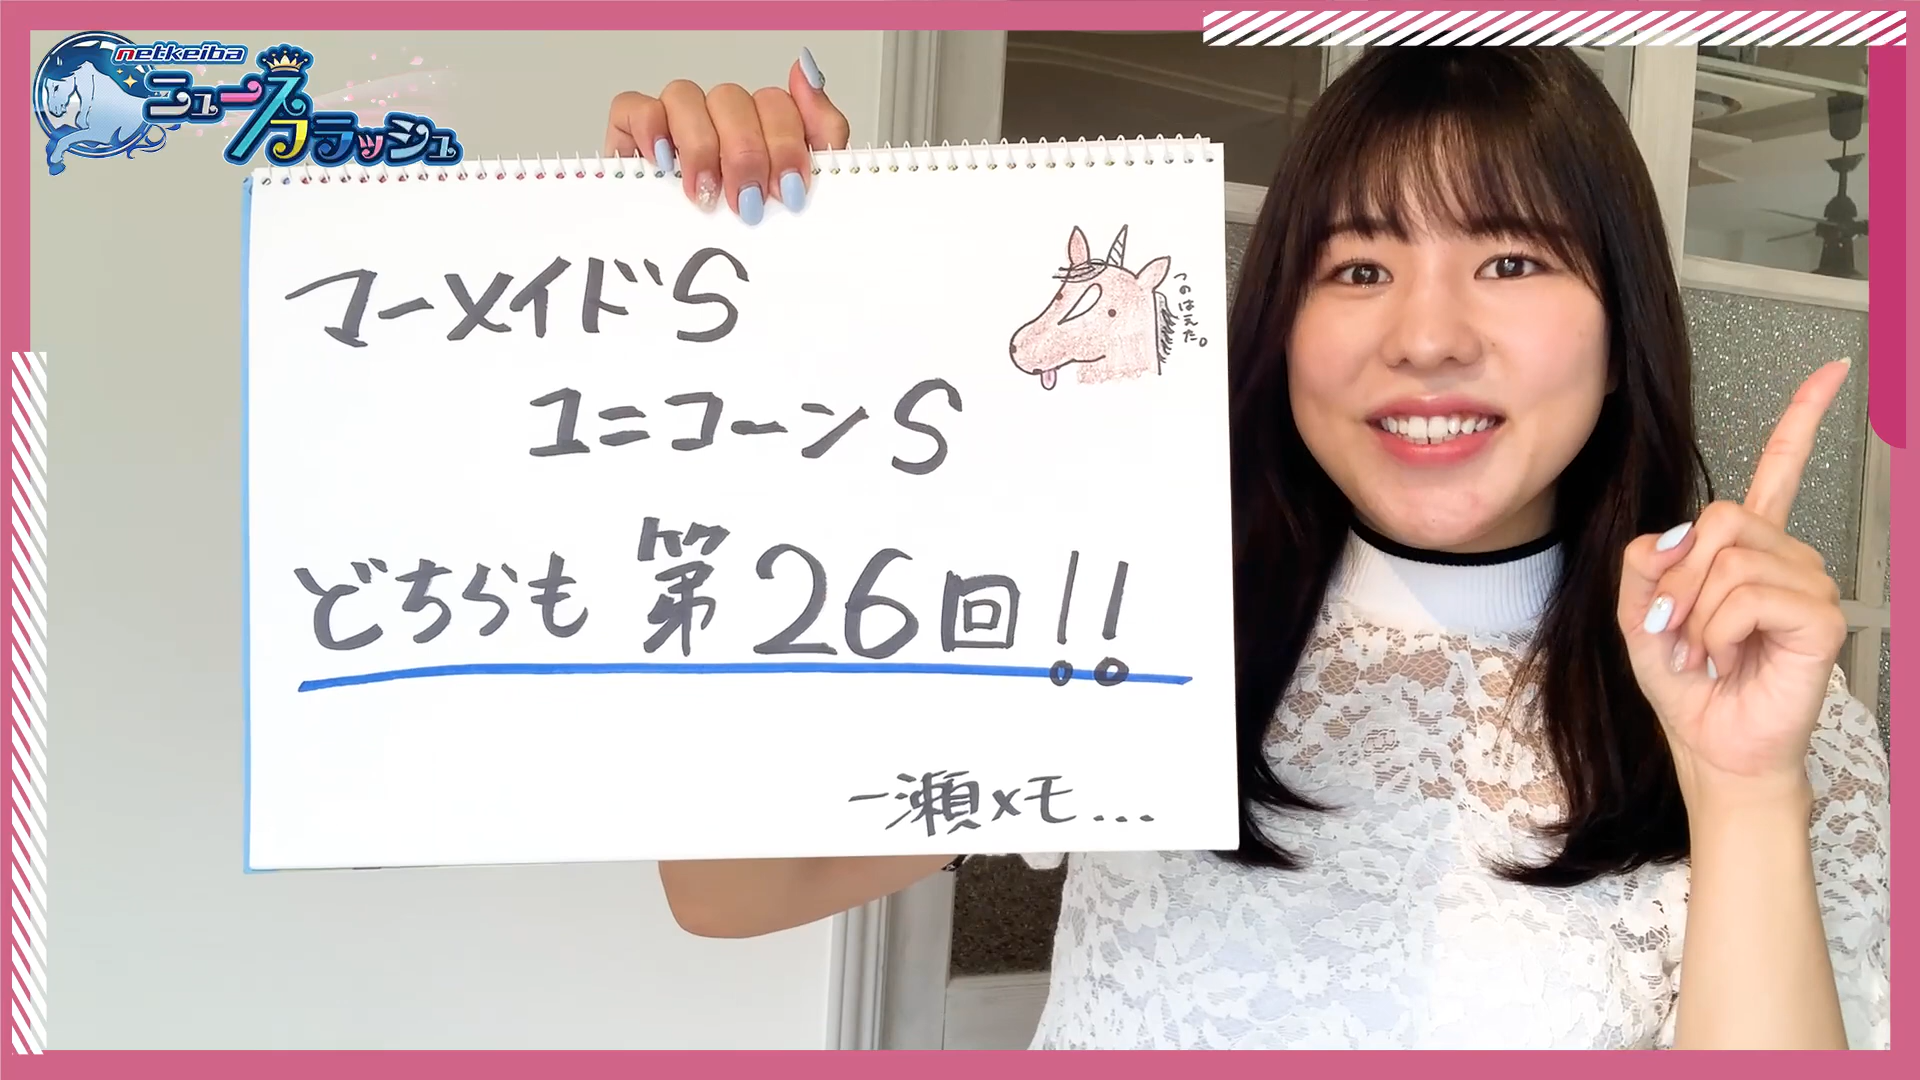 netkeiba
ニュース
フラッシュ
マーメイドS
ユニコーンS
つのはえた。
どちらも第26回!!
一瀬メモ...